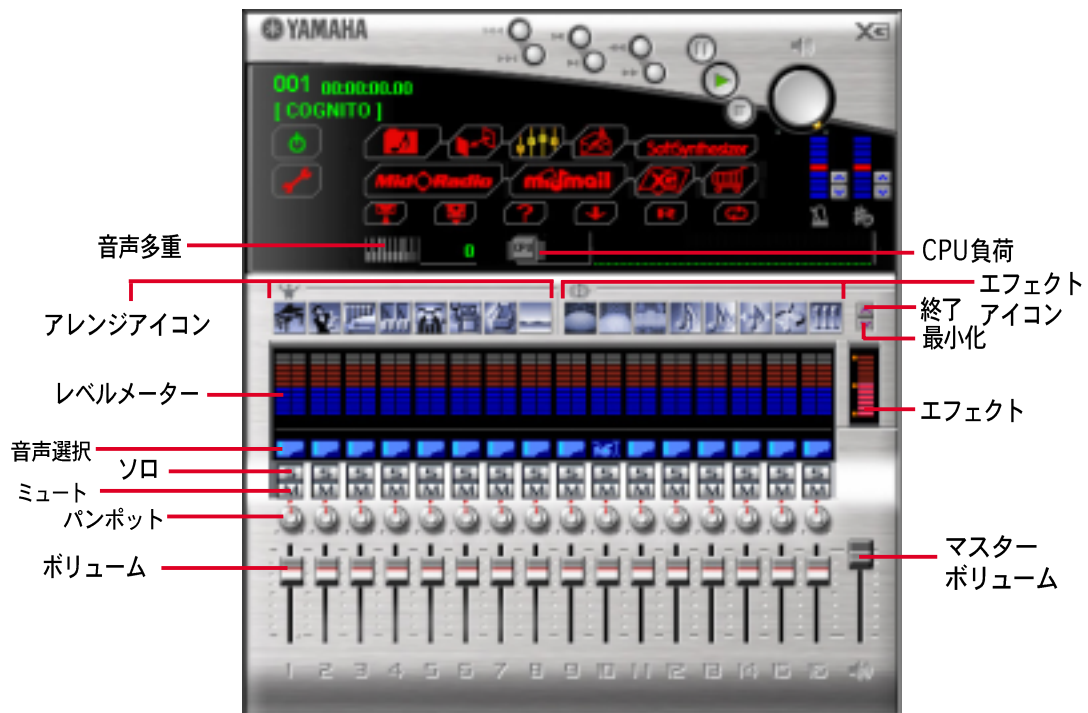 YAMAHA
XG
001 00:00:00.00
[ COGNITO ]
SoftSynthesizer
MidRadio midmail XG
?
音声多重
0
CPU
CPU負荷
アレンジアイコン
エフェクト
アイコン
終了
最小化
レベルメーター
エフェクト
音声選択
ソロ
S S S S S S S S S S S S S S S S
ミュート
M M M M M M M M M M M M M M M M
パンポット
ボリューム
マスター
ボリューム
1 2 3 4 5 6 7 8 9 10 11 12 13 14 15 16